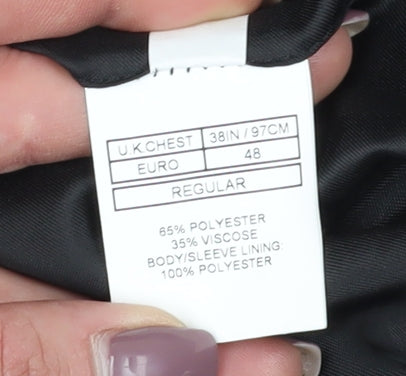 U.K.CHEST 38IN / 97CM
EURO 48
REGULAR
65% POLYESTER
35% VISCOSE
BODY/SLEEVE LINING:
100% POLYESTER